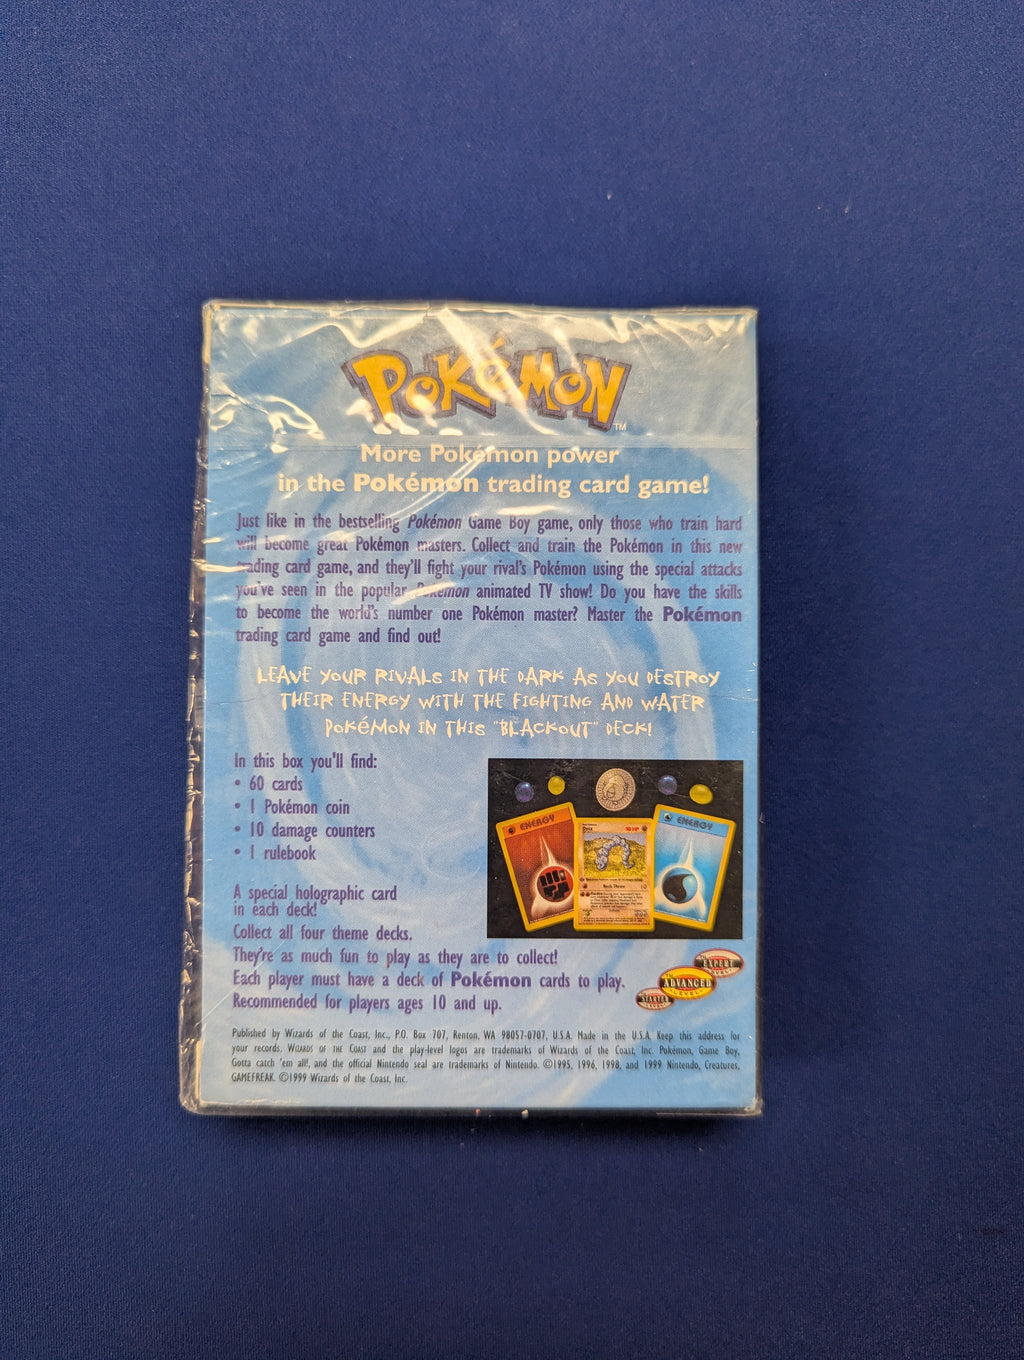 POKéMON
TM
More Pokémon power
in the Pokémon trading card game!
Just like in the bestselling Pokémon Game Boy game, only those who train hard
will become great Pokémon masters. Collect and train the Pokémon in this new
trading card game, and they'll fight your rival's Pokémon using the special attacks
you've seen in the popular Pokémon animated TV show! Do you have the skills
to become the world's number one Pokémon master? Master the Pokémon
trading card game and find out!
LEAVE YOUR RIVALS IN THE DARK AS YOU DESTROY
THEIR ENERGY WITH THE FIGHTING AND WATER
POKéMON IN THIS "BLACKOUT" DECK!
In this box you'll find:
• 60 cards
• 1 Pokémon coin
• 10 damage counters
• 1 rulebook
ENERGY
Onix
90 HP
Rock Throw 10
ENERGY
A special holographic card
in each deck!
Collect all four theme decks.
They're as much fun to play as they are to collect!
Each player must have a deck of Pokémon cards to play.
Recommended for players ages 10 and up.
EXPERT
LEVEL
ADVANCED
LEVEL
STARTER
LEVEL
Published by Wizards of the Coast, Inc., P.O. Box 707, Renton, WA 98057-0707, U.S.A. Made in the U.S.A. Keep this address for
your records. WIZARDS OF THE COAST and the play-level logos are trademarks of Wizards of the Coast, Inc. Pokémon, Game Boy,
Gotta catch 'em all!, and the official Nintendo seal are trademarks of Nintendo. ©1995, 1996, 1998, and 1999 Nintendo, Creatures,
GAMEFREAK. ©1999 Wizards of the Coast, Inc.